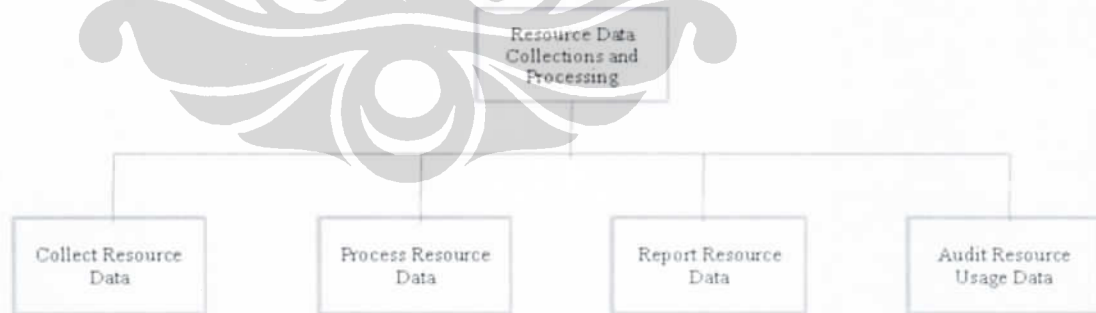 Resource Data
Collections and
Processing
Collect Resource
Data
Process Resource
Data
Report Resource
Data
Audit Resource
Usage Data